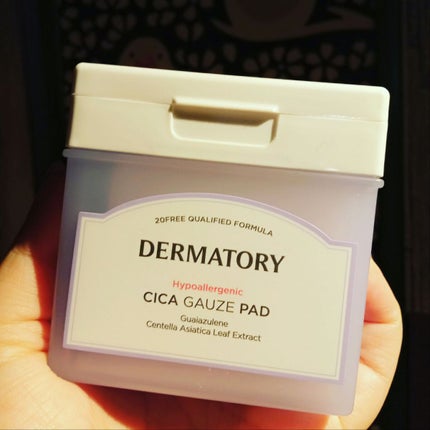 20FREE QUALIFIED FORMULA
DERMATORY
Hypoallergenic
CICA GAUZE PAD
Guaiazulene
Centella Asiatica Leaf Extract